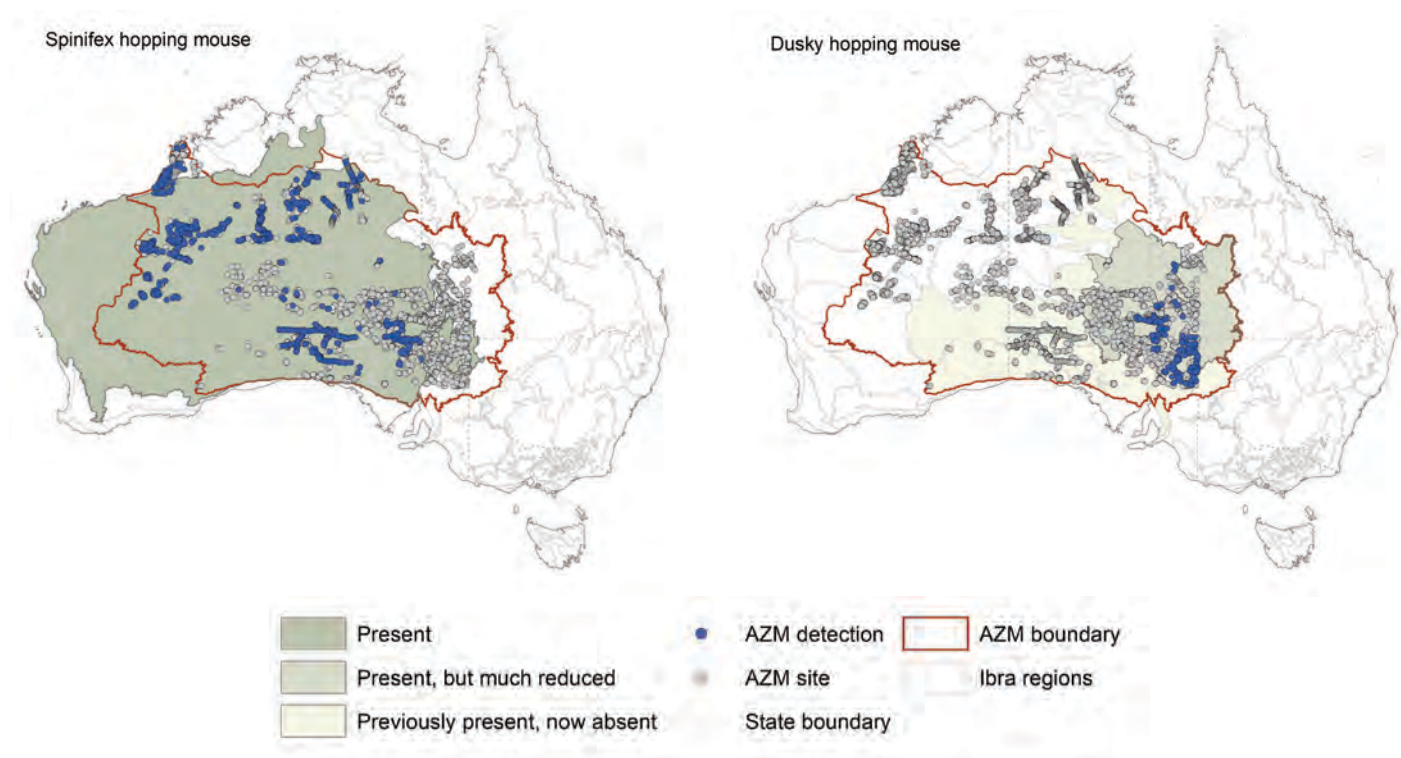 Spinifex hopping mouse
Dusky hopping mouse
Present
AZM detection
AZM boundary
Present, but much reduced
AZM site
Ibra regions
Previously present, now absent
State boundary